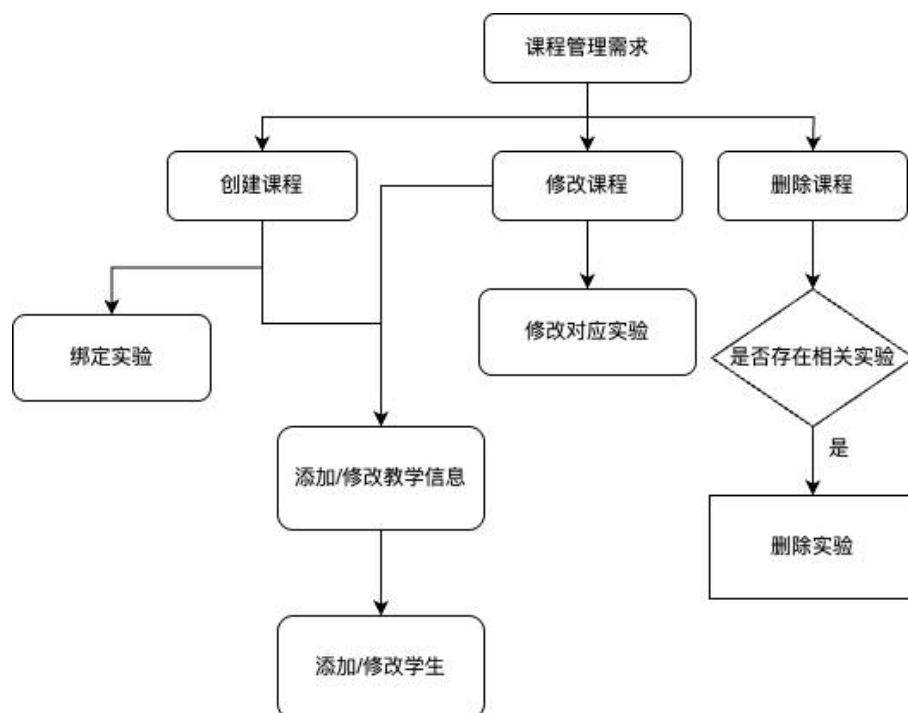 课程管理需求
创建课程
修改课程
删除课程
绑定实验
修改对应实验
是否存在相关实验
是
添加/修改教学信息
删除实验
添加/修改学生